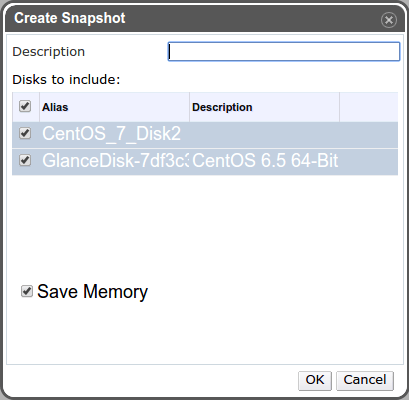 Create Snapshot
Description
Disks to include:
Alias Description
CentOS_7_Disk2
GlanceDisk-7df3c3 CentOS 6.5 64-Bit
Save Memory
OK Cancel